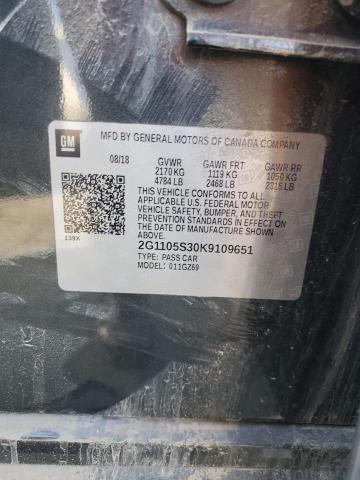 GM
MFD BY GENERAL MOTORS OF CANADA COMPANY
08/18 GVWR GAWR FRT GAWR RR
2170 KG 1119 KG 1050 KG
4784 LB 2468 LB 2315 LB
THIS VEHICLE CONFORMS TO ALL
APPLICABLE U.S. FEDERAL MOTOR
VEHICLE SAFETY, BUMPER, AND THEFT
PREVENTION STANDARDS IN EFFECT ON
THE DATE OF MANUFACTURE SHOWN
ABOVE.
139X
2G1105S30K9109651
TYPE: PASS CAR
MODEL: 011GZ69